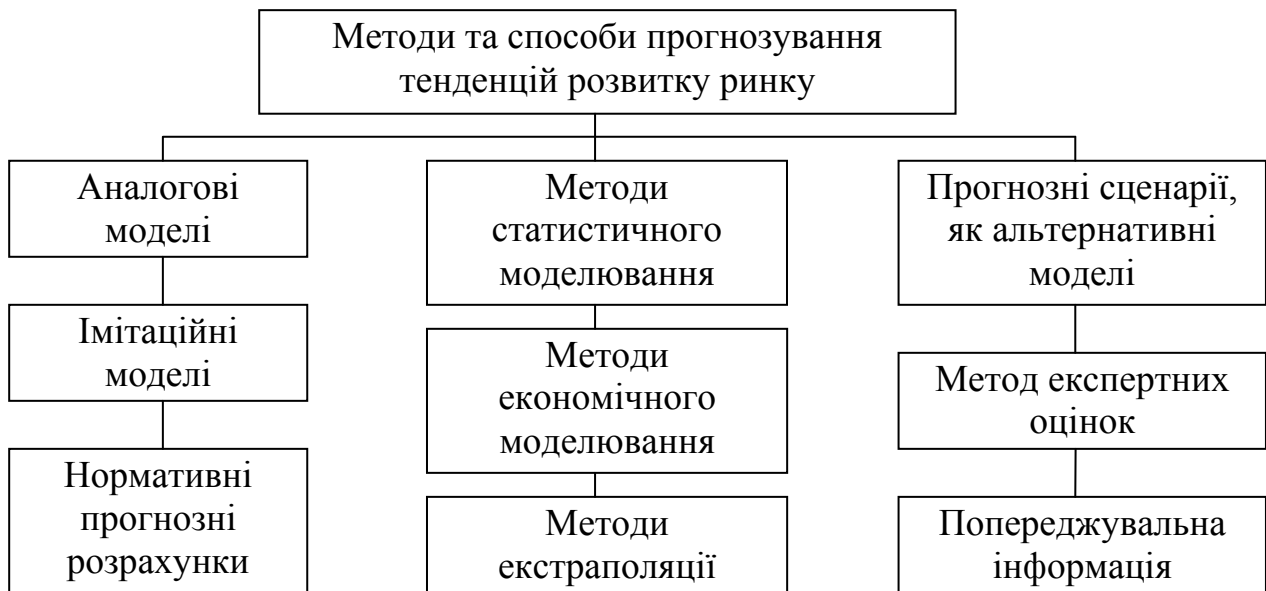 Методи та способи прогнозування
тенденцій розвитку ринку
Аналогові
моделі
Методи
статистичного
моделювання
Прогнозні сценарії,
як альтернативні
моделі
Імітаційні
моделі
Методи
економічного
моделювання
Метод експертних
оцінок
Нормативні
прогнозні
розрахунки
Методи
екстраполяції
Попереджувальна
інформація